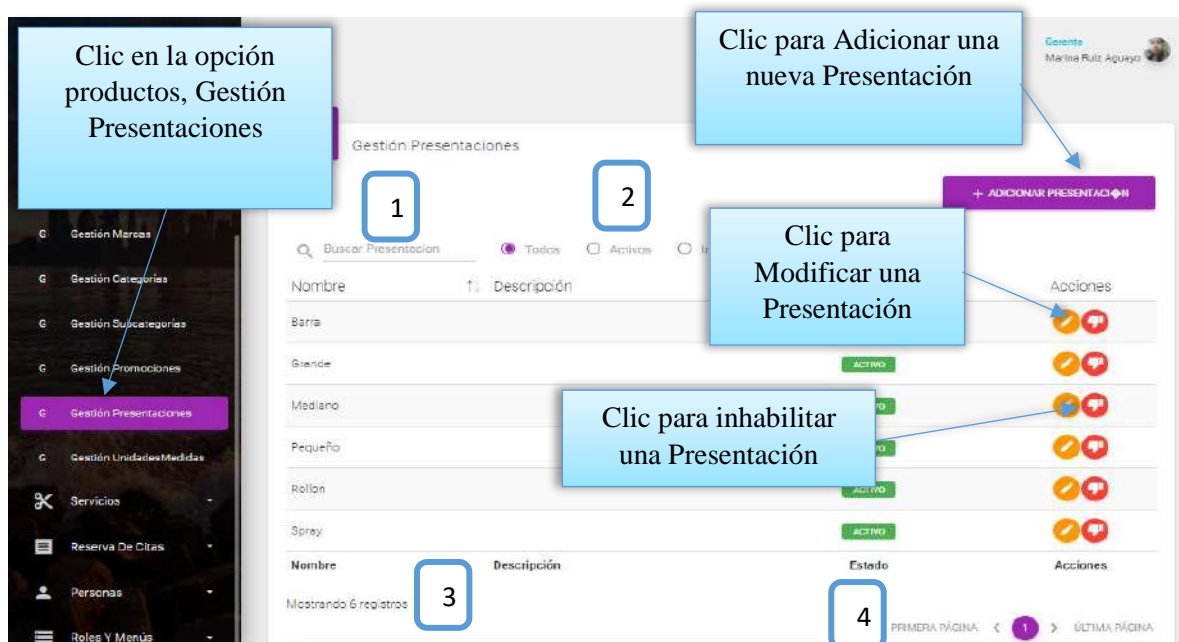 Clic en la opción
productos, Gestión
Presentaciones
Clic para Adicionar una
nueva Presentación
Gerente
Marina Ruiz Aguayo
Gestión Presentaciones
1
2
+ ADICIONAR PRESENTACI�N
G Gestión Marcas
Buscar Presentacion
Todos
Activos
Clic para
Modificar una
Presentación
G Gestión Categorías
Nombre
Descripción
Acciones
G Gestión Subcategorías
Barra
G Gestión Promociones
Grande
ACTIVO
G Gestión Presentaciones
Mediano
Clic para inhabilitar
una Presentación
G Gestión UnidadesMedidas
Pequeño
Servicios
Rollon
ACTIVO
Reserva De Citas
Spray
ACTIVO
Nombre Descripción Estado Acciones
Personas
Mostrando 6 registros
3
4
PRIMERA PÁGINA < 1 > ÚLTIMA PÁGINA
Roles Y Menús